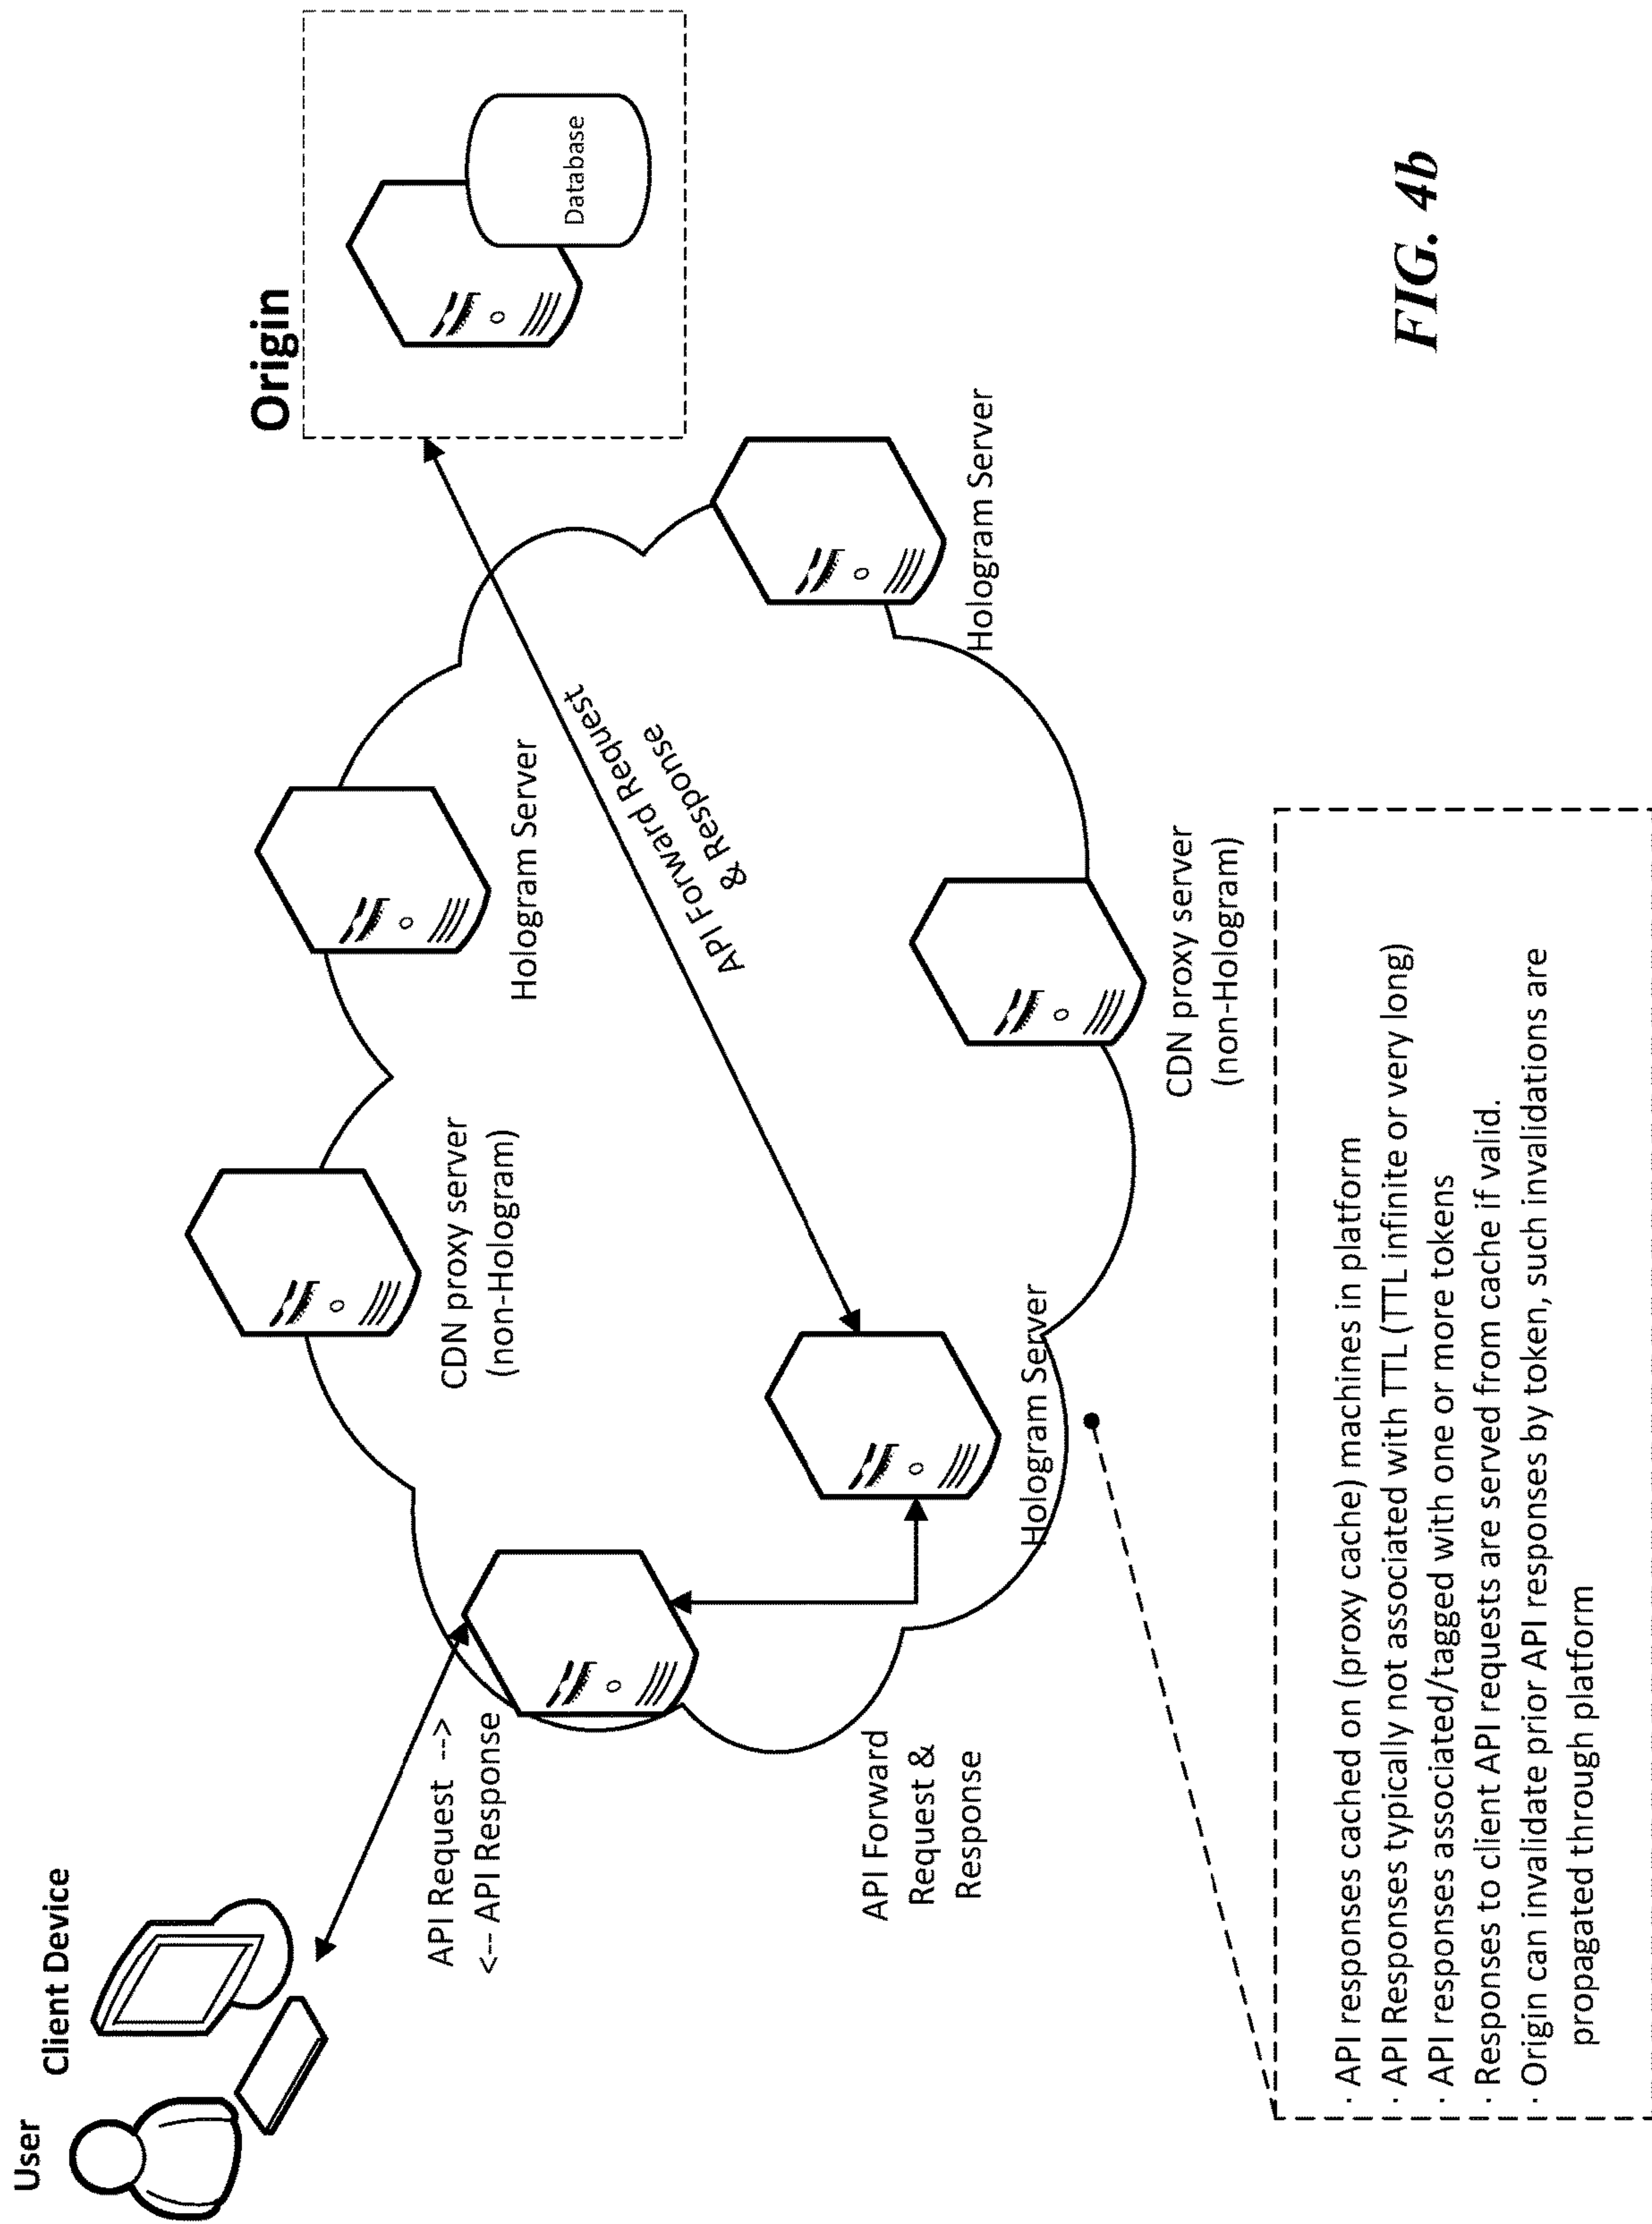 User
Client Device
Origin
Database
API Request --->
<--- API Response
CDN proxy server
(non-Hologram)
Hologram Server
API Forward Request
& Response
Hologram Server
API Forward
Request &
Response
Hologram Server
CDN proxy server
(non-Hologram)
· API responses cached on (proxy cache) machines in platform
· API Responses typically not associated with TTL (TTL infinite or very long)
· API responses associated/tagged with one or more tokens
· Responses to client API requests are served from cache if valid.
· Origin can invalidate prior API responses by token, such invalidations are
propagated through platform
FIG. 4b